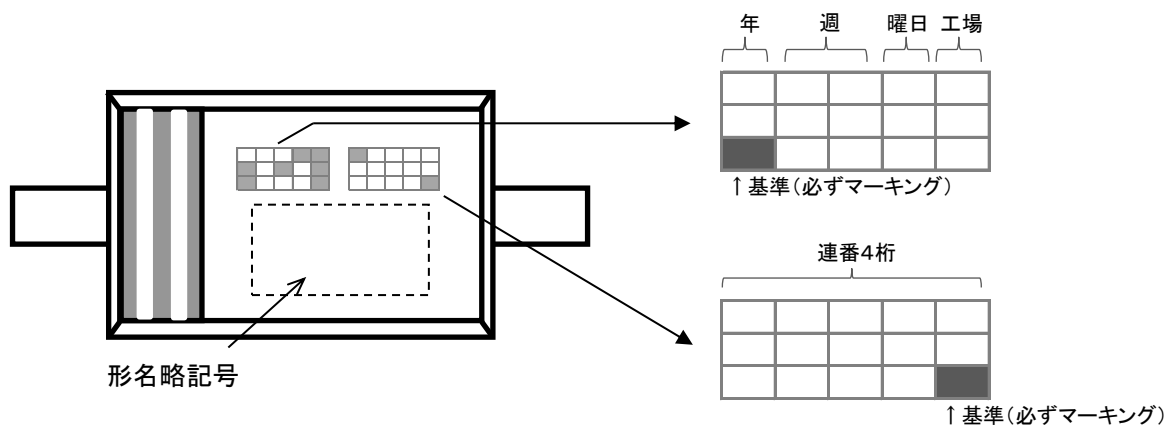 年 週 曜日 工場
↑基準(必ずマーキング)
連番4桁
↑基準(必ずマーキング)
形名略記号